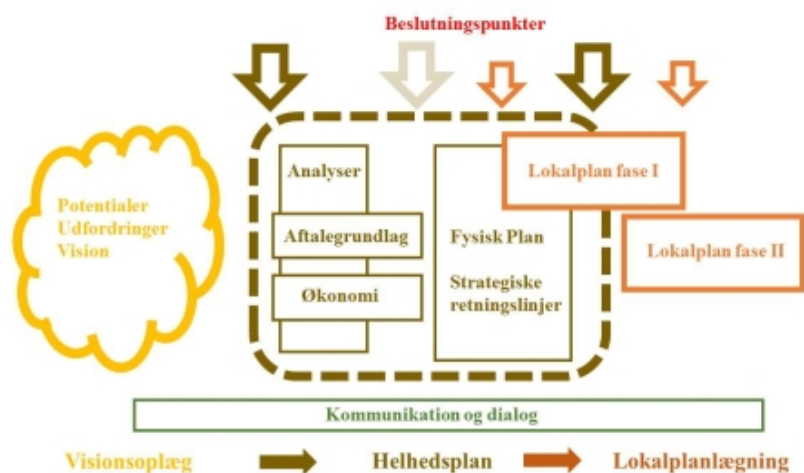 Beslutningspunkter
Potentialer
Udfordringer
Vision
Analyser
Aftalegrundlag
Økonomi
Fysisk Plan
Strategiske
retningslinjer
Lokalplan fase I
Lokalplan fase II
Kommunikation og dialog
Visionsoplæg
Helhedsplan
Lokalplanlægning